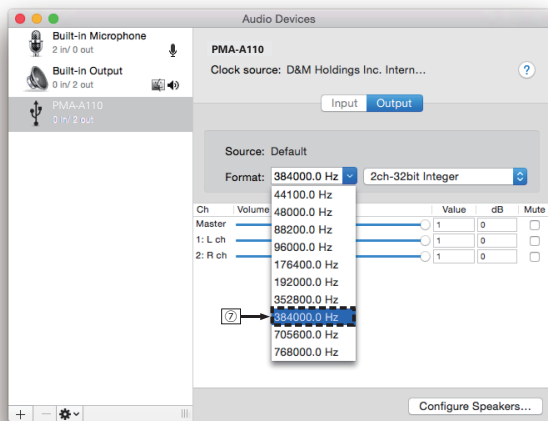 Audio Devices
Built-in Microphone
2 in/ 0 out
Built-in Output
0 in/ 2 out
PMA-A110
0 in/ 2 out
+ −
PMA-A110
Clock source: D&M Holdings Inc. Intern...
?
Input Output
Source: Default
Format: 384000.0 Hz 2ch-32bit Integer
44100.0 Hz
48000.0 Hz
88200.0 Hz
96000.0 Hz
176400.0 Hz
192000.0 Hz
352800.0 Hz
⑦ 384000.0 Hz
705600.0 Hz
768000.0 Hz
Ch Volume Value dB Mute
Master 1 0
1: L ch 1 0
2: R ch 1 0
Configure Speakers...